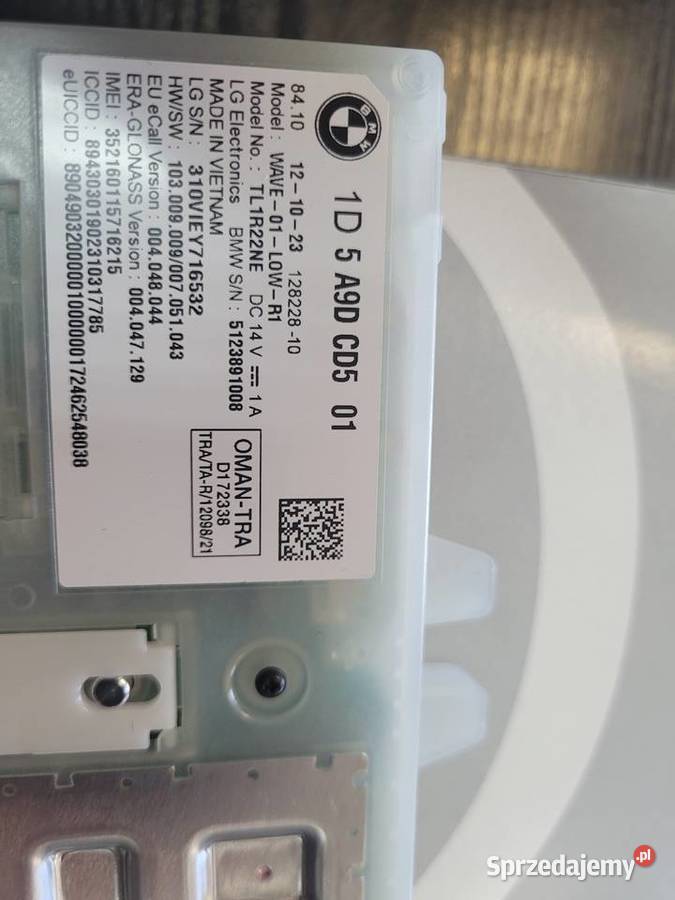 BMW
1D 5 A9D CD5 01
84.10 12-10-23 128228-10
Model : WAVE-01-LOW-R1
Model No. : TL1R22NE DC 14 V ⎓ 1 A
LG Electronics BMW S/N : 5123891008
MADE IN VIETNAM
LG S/N : 310VIEY716532
HW/SW : 103.009.009/007.051.043
EU eCall Version : 004.048.044
ERA-GLONASS Version : 004.047.129
IMEI : 352160115716215
ICCID : 89430301902310317785
eUICCID : 89049032000001000000172462548038
OMAN-TRA
D172338
TRA/TA-R/12098/21
Sprzedajemy.pl